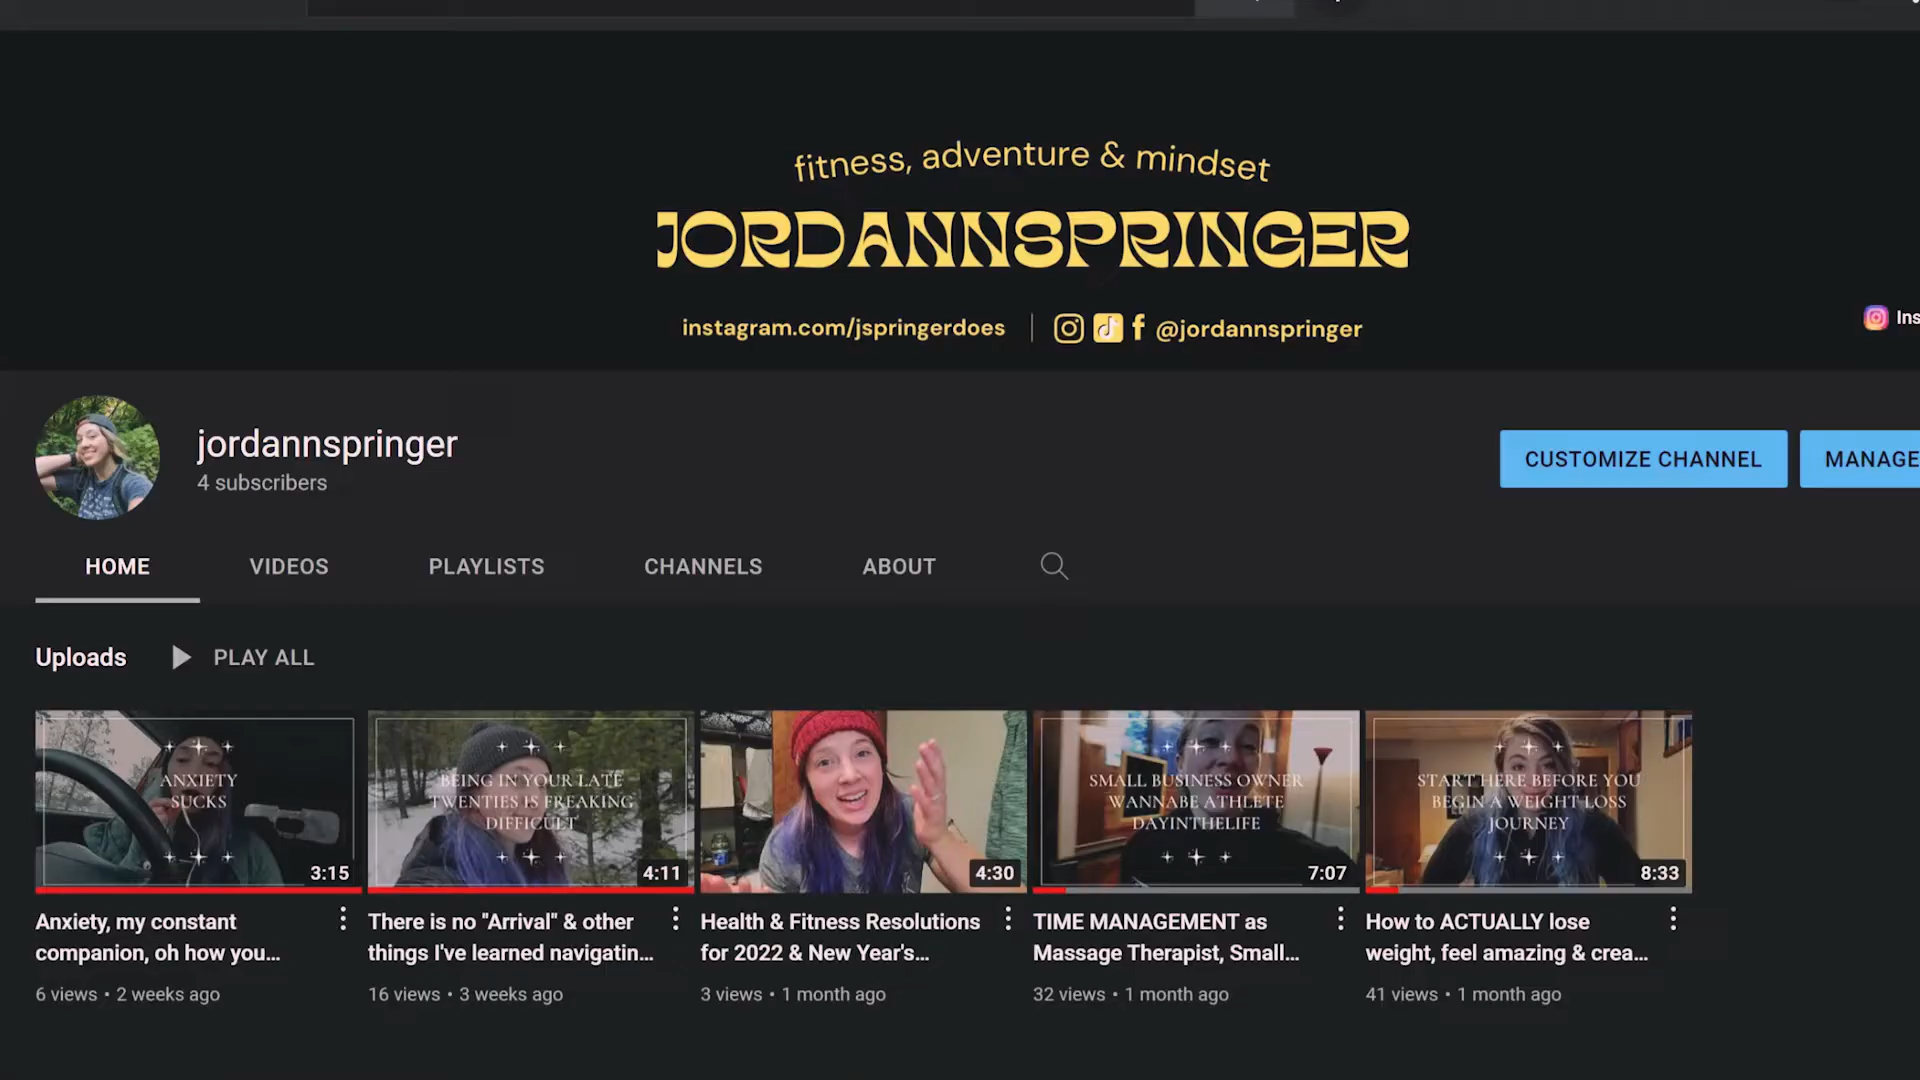 fitness, adventure & mindset
JORDANNSPRINGER
instagram.com/jspringerdoes
@jordannspringer
jordannspringer
4 subscribers
CUSTOMIZE CHANNEL
MANAGE
HOME
VIDEOS
PLAYLISTS
CHANNELS
ABOUT
Uploads
PLAY ALL
ANXIETY
SUCKS
3:15
BEING IN YOUR LATE
TWENTIES IS FREAKING
DIFFICULT
4:11
4:30
SMALL BUSINESS OWNER
WANNABE ATHLETE
DAYINTHELIFE
7:07
START HERE BEFORE YOU
BEGIN A WEIGHT LOSS
JOURNEY
8:33
Anxiety, my constant
companion, oh how you...
6 views • 2 weeks ago
There is no "Arrival" & other
things I've learned navigatin...
16 views • 3 weeks ago
Health & Fitness Resolutions
for 2022 & New Year's...
3 views • 1 month ago
TIME MANAGEMENT as
Massage Therapist, Small...
32 views • 1 month ago
How to ACTUALLY lose
weight, feel amazing & crea...
41 views • 1 month ago